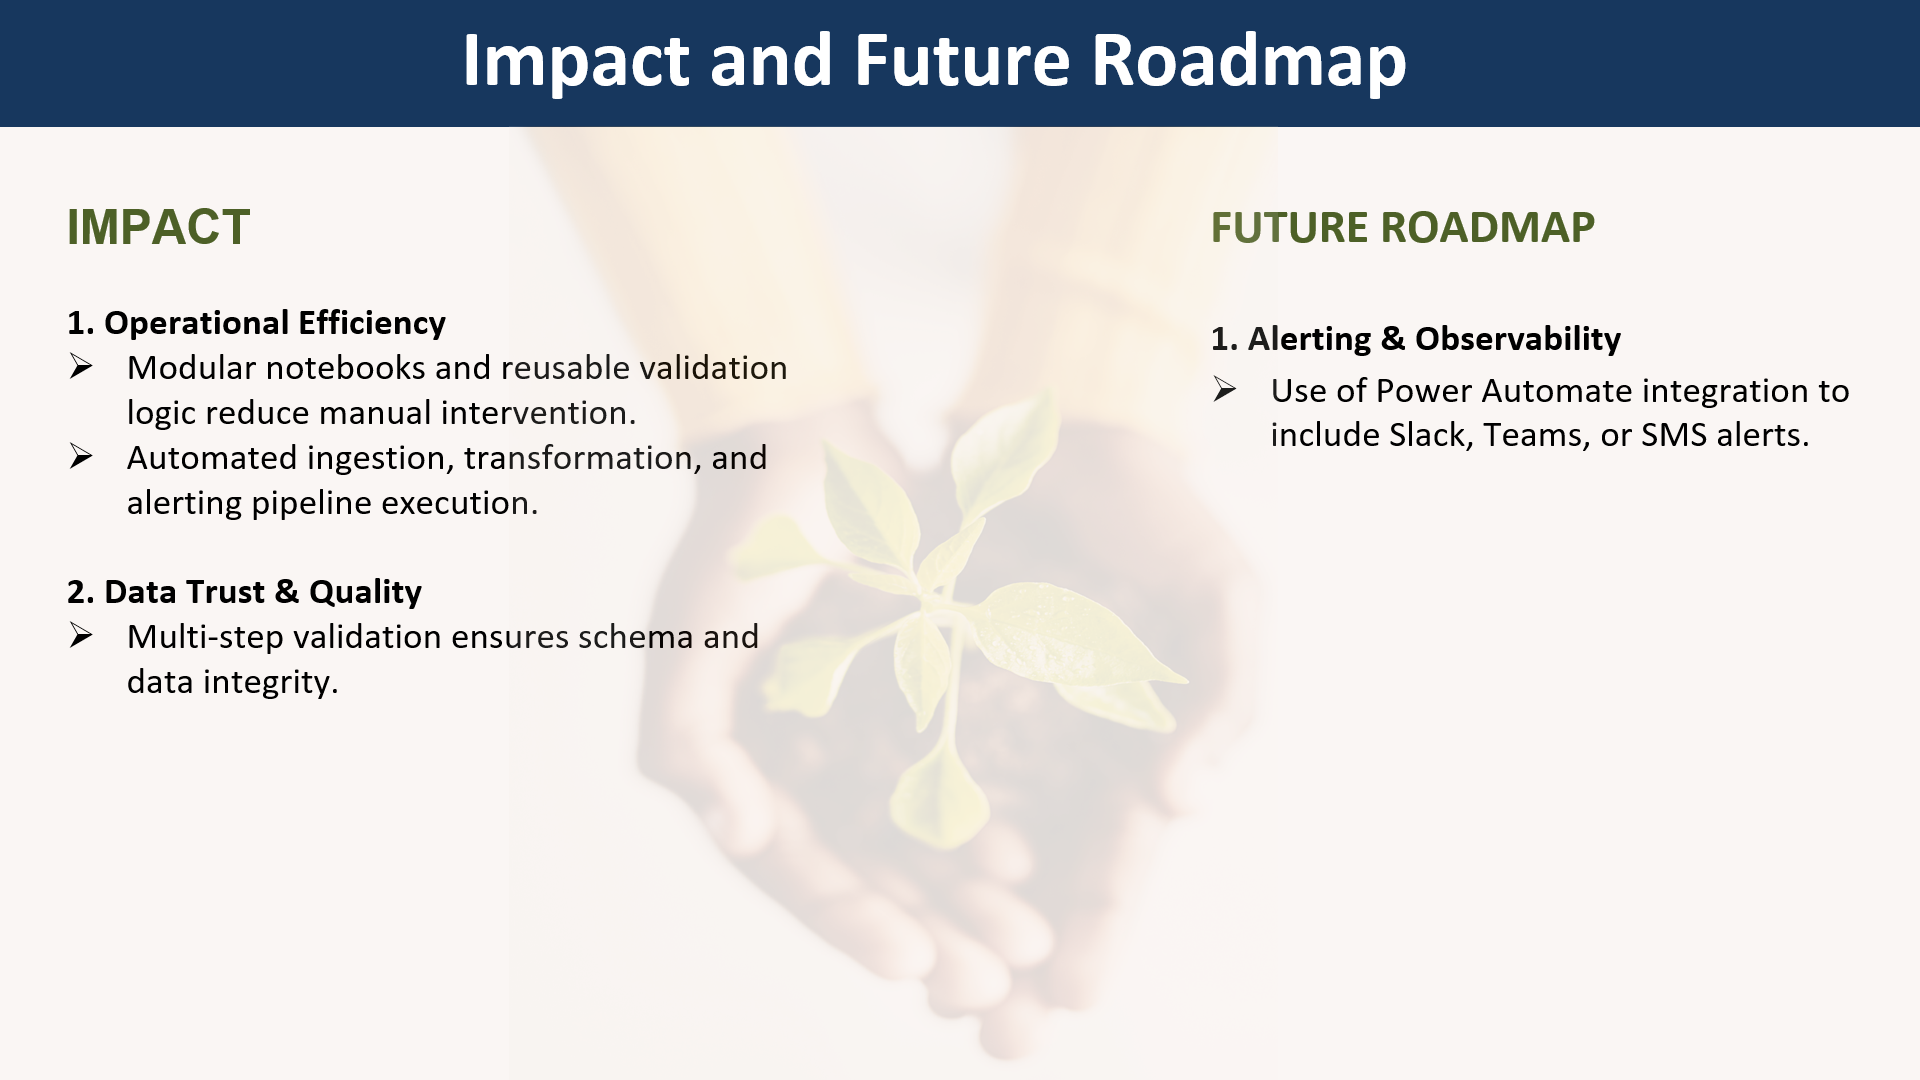 Impact and Future Roadmap
IMPACT
1. Operational Efficiency
➢ Modular notebooks and reusable validation
logic reduce manual intervention.
➢ Automated ingestion, transformation, and
alerting pipeline execution.
2. Data Trust & Quality
➢ Multi-step validation ensures schema and
data integrity.
FUTURE ROADMAP
1. Alerting & Observability
➢ Use of Power Automate integration to
include Slack, Teams, or SMS alerts.